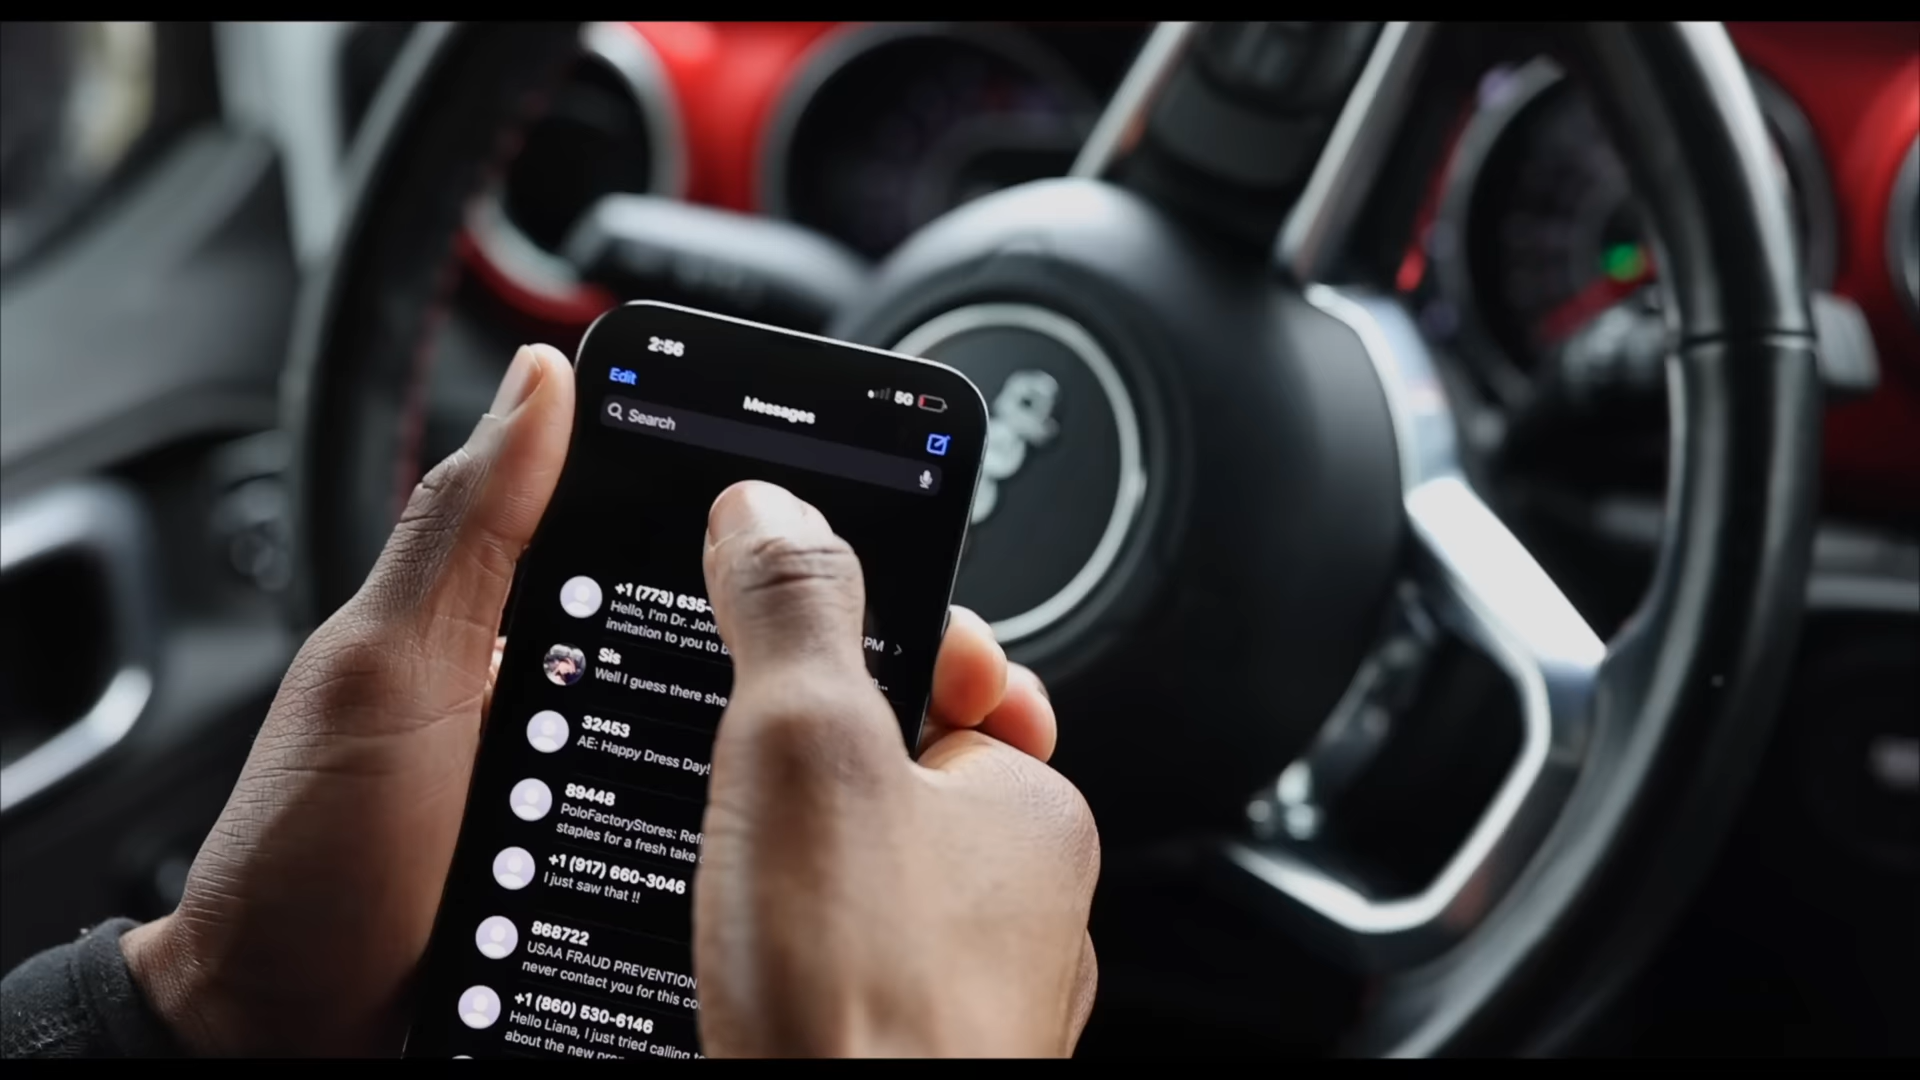 2:56
5G
Edit
Messages
Search
+1 (773) 635-
Hello, I'm Dr. John
invitation to you to b
PM
Sis
Well I guess there she
32453
AE: Happy Dress Day!
89448
PoloFactoryStores: Refi
staples for a fresh take
+1 (917) 660-3046
I just saw that !!
868722
USAA FRAUD PREVENTION
never contact you for this co
+1 (860) 530-6146
Hello Liana, I just tried calling
about the new